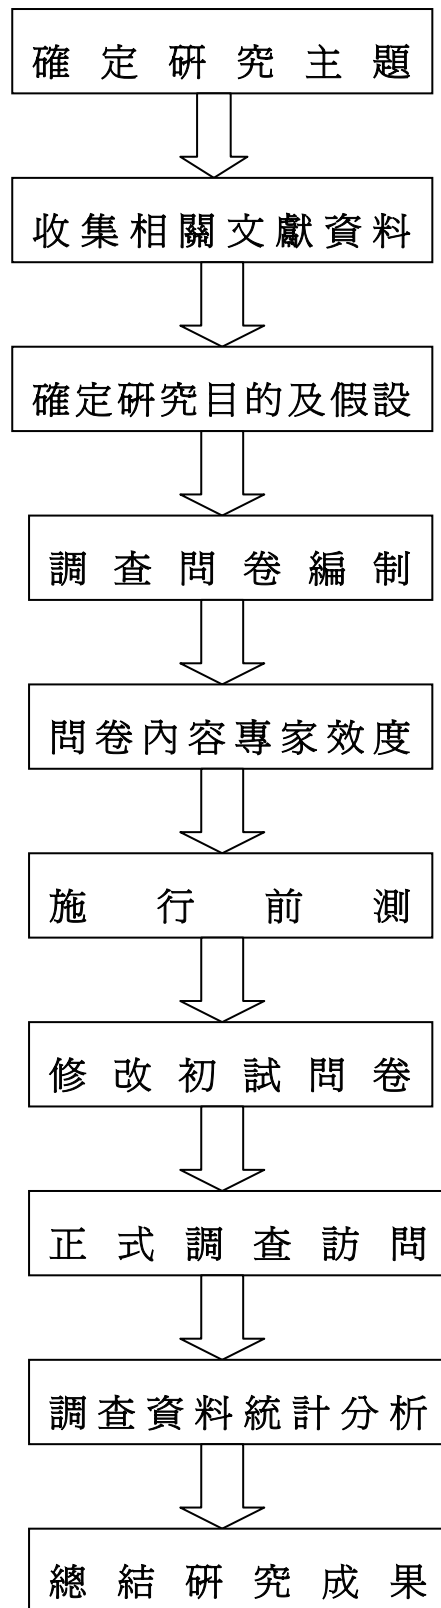 確定研究主題
收集相關文獻資料
確定研究目的及假設
調查問卷編制
問卷內容專家效度
施行前測
修改初試問卷
正式調查訪問
調查資料統計分析
總結研究成果